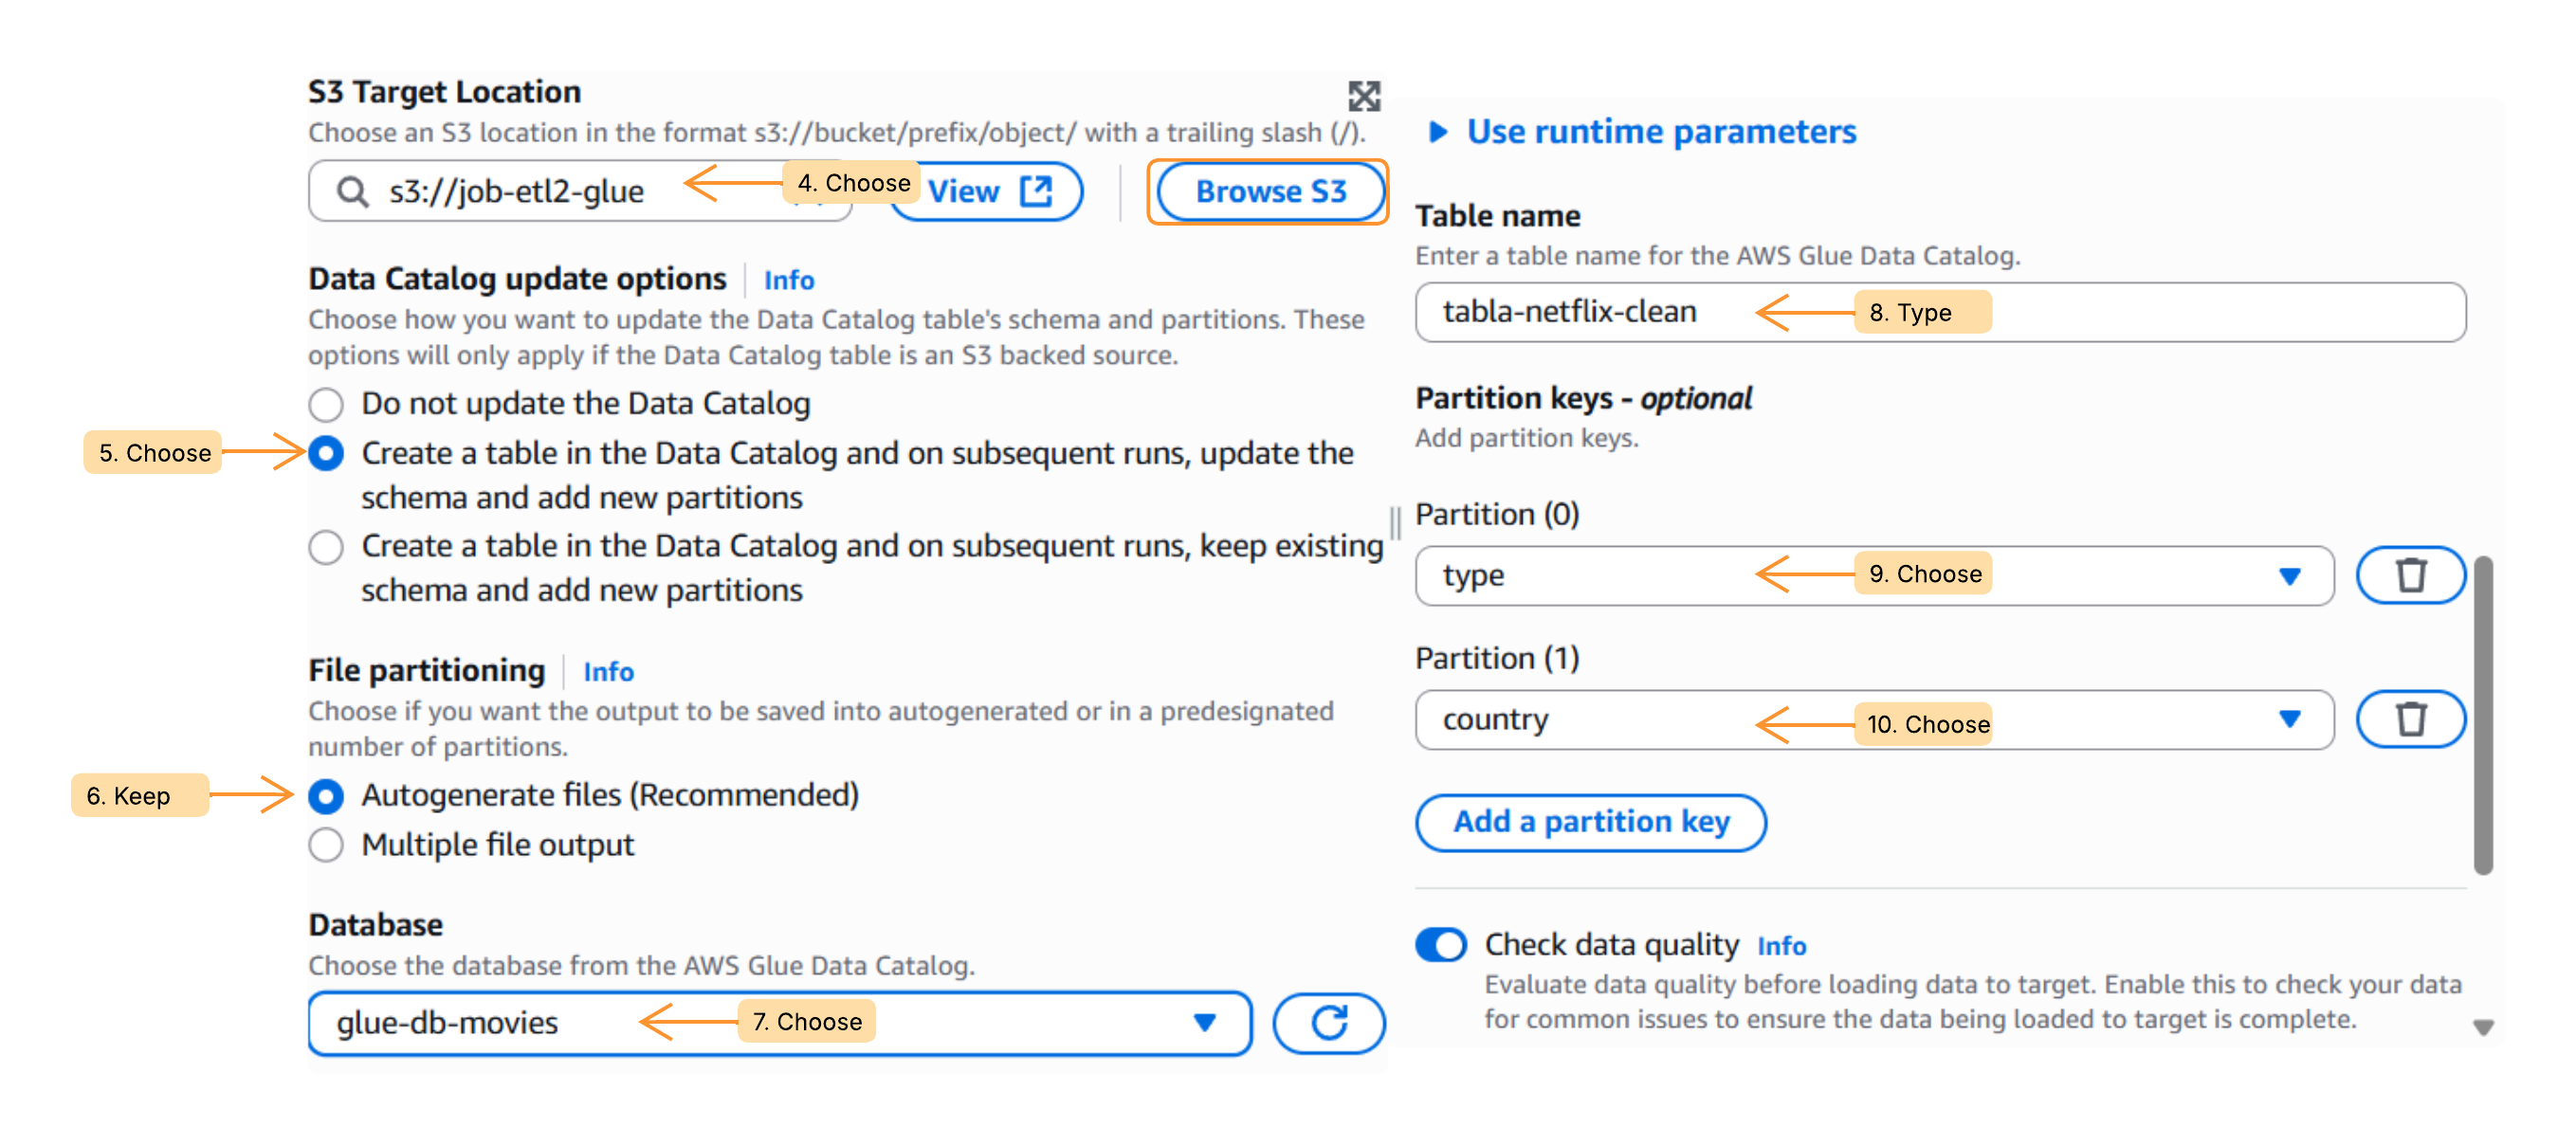 S3 Target Location
Choose an S3 location in the format s3://bucket/prefix/object/ with a trailing slash (/).
s3://job-etl2-glue
4. Choose
View
Browse S3
Data Catalog update options
Info
Choose how you want to update the Data Catalog table's schema and partitions. These
options will only apply if the Data Catalog table is an S3 backed source.
Do not update the Data Catalog
5. Choose
Create a table in the Data Catalog and on subsequent runs, update the
schema and add new partitions
Create a table in the Data Catalog and on subsequent runs, keep existing
schema and add new partitions
File partitioning
Info
Choose if you want the output to be saved into autogenerated or in a predesignated
number of partitions.
6. Keep
Autogenerate files (Recommended)
Multiple file output
Database
Choose the database from the AWS Glue Data Catalog.
glue-db-movies
7. Choose
Use runtime parameters
Table name
Enter a table name for the AWS Glue Data Catalog.
tabla-netflix-clean
8. Type
Partition keys - optional
Add partition keys.
Partition (0)
type
9. Choose
Partition (1)
country
10. Choose
Add a partition key
Check data quality
Info
Evaluate data quality before loading data to target. Enable this to check your data
for common issues to ensure the data being loaded to target is complete.